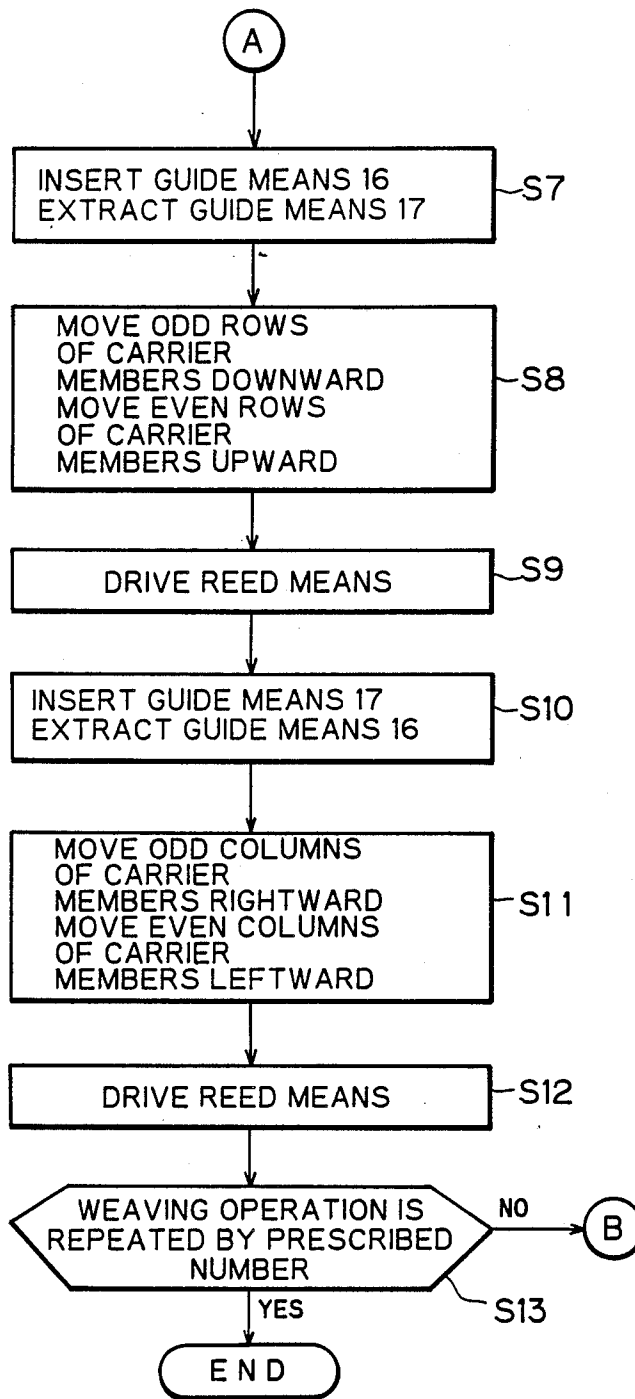 A
INSERT GUIDE MEANS 16
EXTRACT GUIDE MEANS 17
S7
MOVE ODD ROWS
OF CARRIER
MEMBERS DOWNWARD
MOVE EVEN ROWS
OF CARRIER
MEMBERS UPWARD
S8
DRIVE REED MEANS
S9
INSERT GUIDE MEANS 17
EXTRACT GUIDE MEANS 16
S10
MOVE ODD COLUMNS
OF CARRIER
MEMBERS RIGHTWARD
MOVE EVEN COLUMNS
OF CARRIER
MEMBERS LEFTWARD
S11
DRIVE REED MEANS
S12
WEAVING OPERATION IS
REPEATED BY PRESCRIBED
NUMBER
NO
B
S13
YES
END